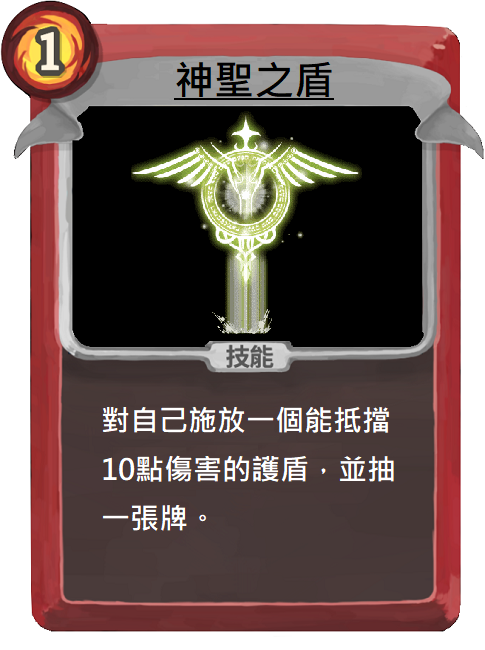 1
神聖之盾
技能
對自己施放一個能抵擋
10點傷害的護盾，並抽
一張牌。